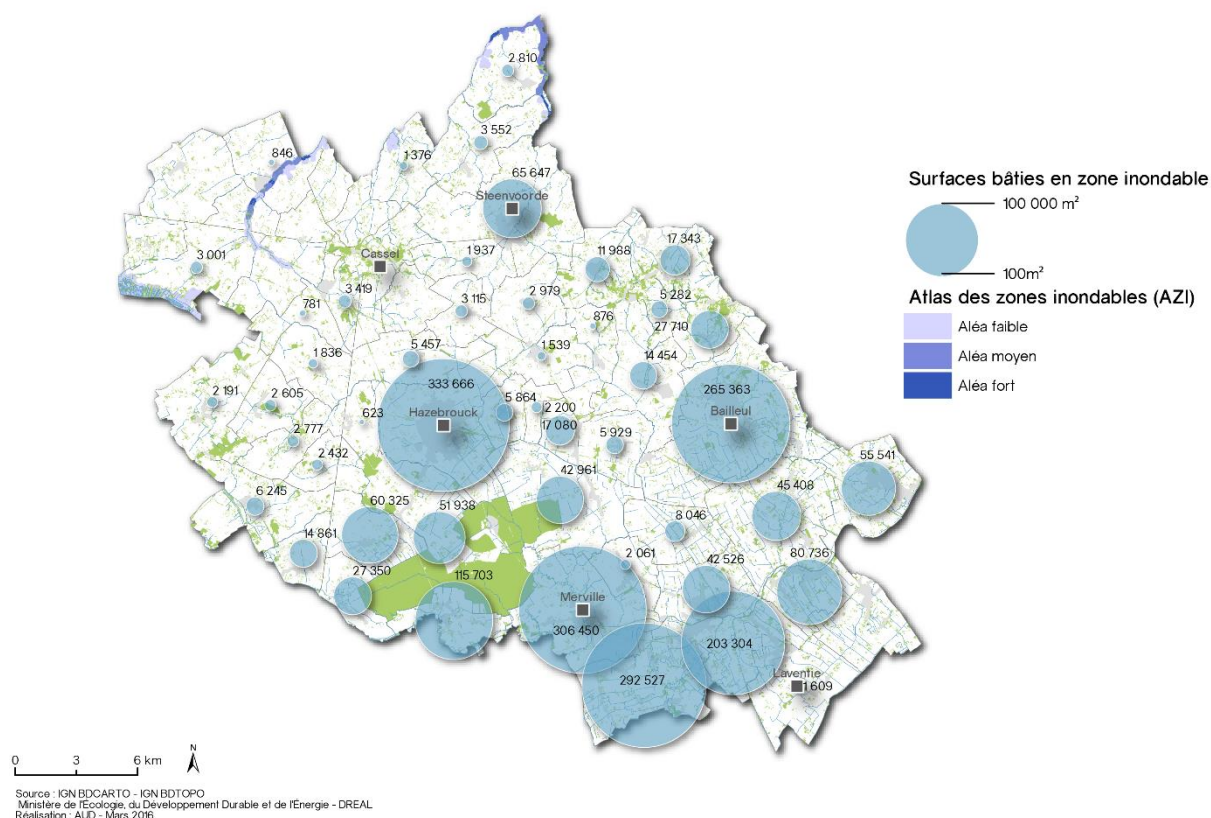 2 810
3 552
846
1 376
65 647
Steenvoorde
17 343
11 988
1 937
Cassel
3 001
5 282
2 979
3 419
3 115
781
876
27 710
5 457
1 539
14 454
1 836
333 666
265 363
2 191
2 605
5 864
2 200
623
Hazebrouck
Bailleul
17 080
2 777
5 929
2 432
55 541
42 961
6 245
60 325
51 938
45 408
8 046
14 861
2 061
42 526
80 736
27 350
115 703
Merville
306 450
203 304
292 527
Laventie
1 609
Surfaces bâties en zone inondable
100 000 m²
100m²
Atlas des zones inondables (AZI)
Aléa faible
Aléa moyen
Aléa fort
N
0 3 6 km
Source : IGN BDCARTO - IGN BDTOPO
Ministère de l'Écologie, du Développement Durable et de l'Énergie - DREAL
Réalisation : AUD - Mars 2016